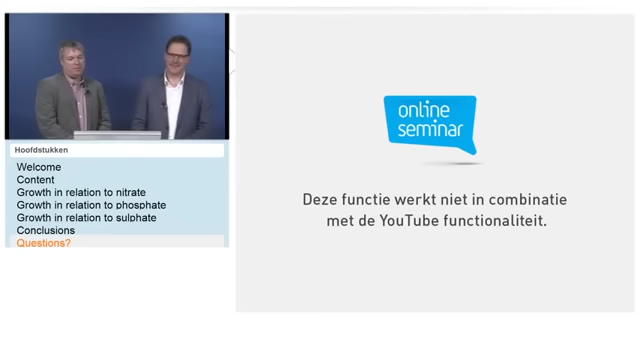 Hoofdstukken
Welcome
Content
Growth in relation to nitrate
Growth in relation to phosphate
Growth in relation to sulphate
Conclusions
Questions?
online
seminar
Deze functie werkt niet in combinatie
met de YouTube functionaliteit.